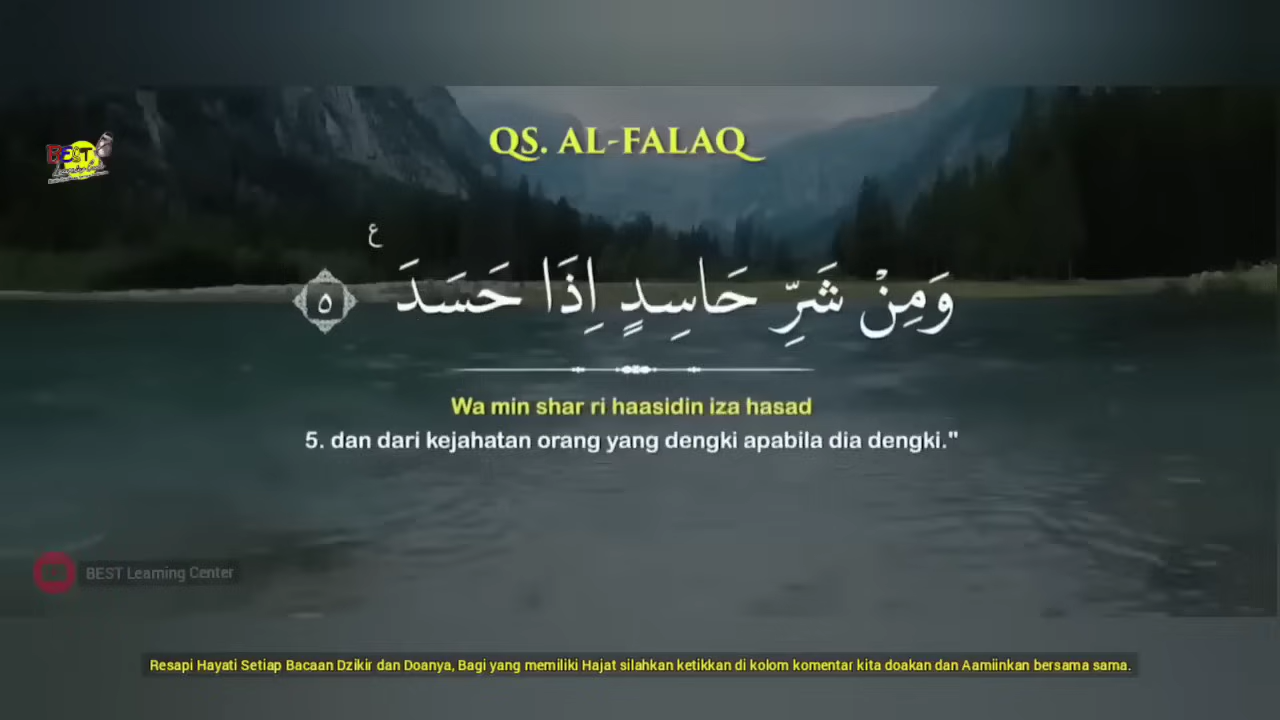 QS. AL-FALAQ
BEST
ع
وَمِنْ شَرِّ حَاسِدٍ اِذَا حَسَدَ ٥
Wa min shar ri haasidin iza hasad
5. dan dari kejahatan orang yang dengki apabila dia dengki."
BEST Learning Center
Resapi Hayati Setiap Bacaan Dzikir dan Doanya, Bagi yang memiliki Hajat silahkan ketikkan di kolom komentar kita doakan dan Aamiinkan bersama sama.